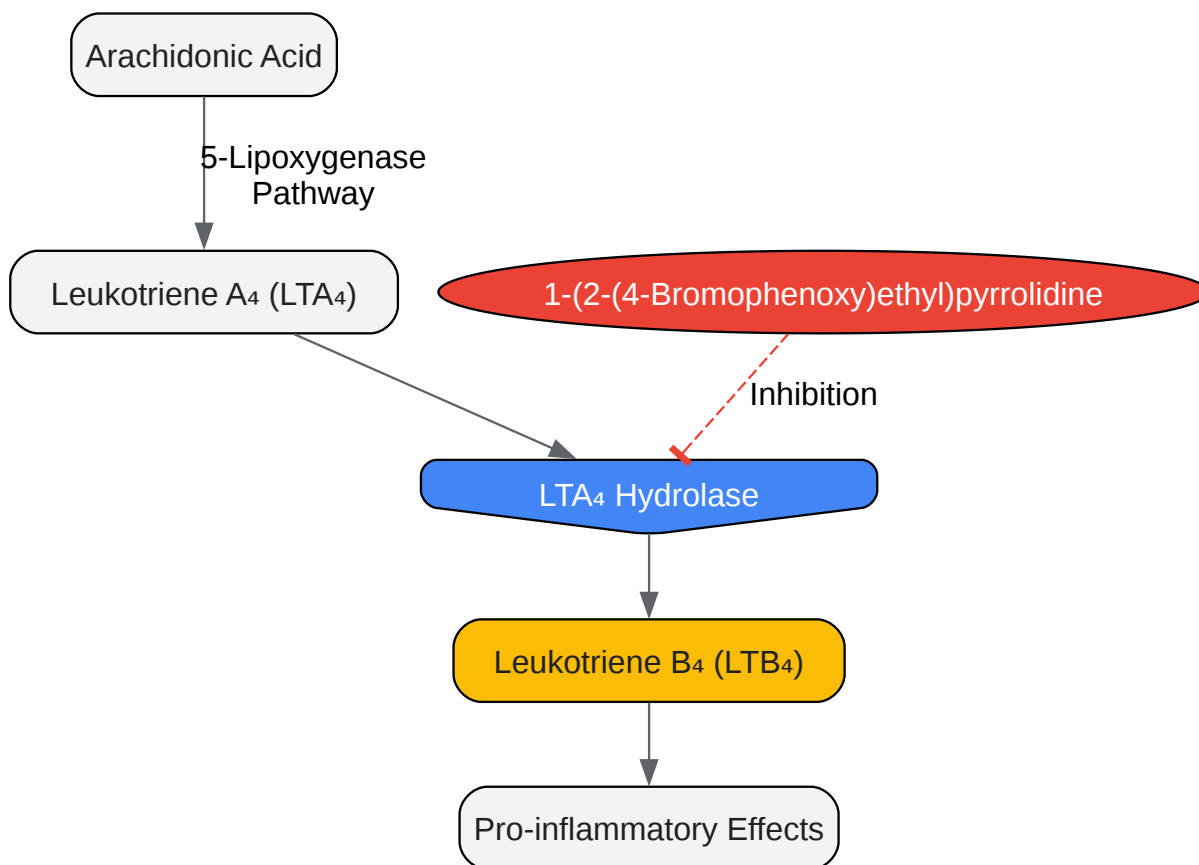 Arachidonic Acid
5-Lipoxygenase
Pathway
Leukotriene A₄ (LTA₄)
1-(2-(4-Bromophenoxy)ethyl)pyrrolidine
Inhibition
LTA₄ Hydrolase
Leukotriene B₄ (LTB₄)
Pro-inflammatory Effects